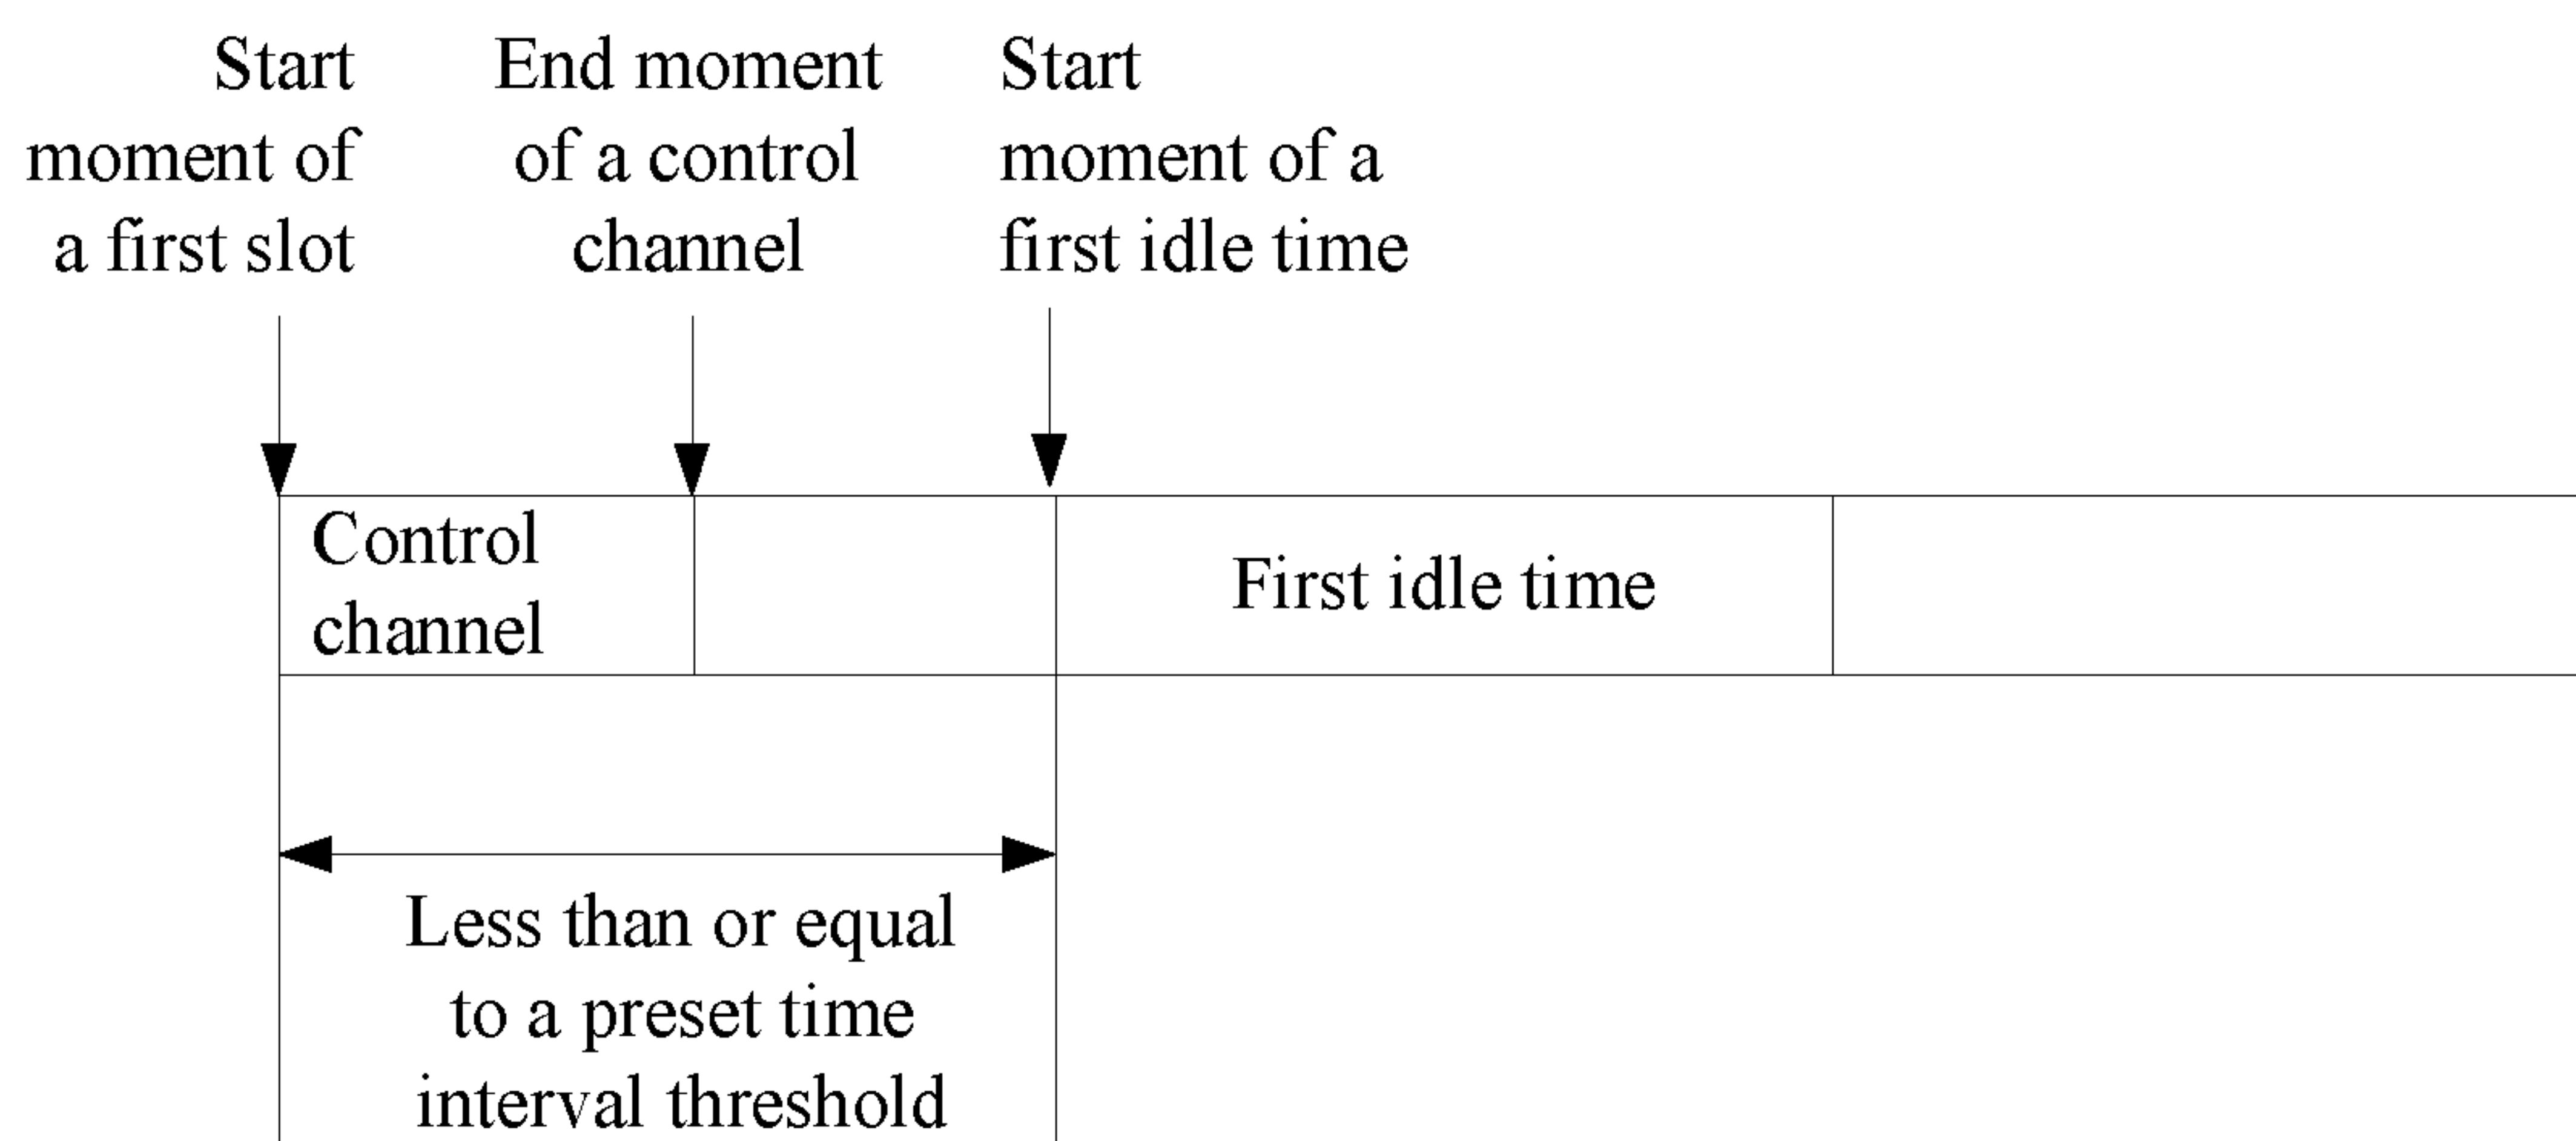 Start
moment of
a first slot
End moment
of a control
channel
Start
moment of a
first idle time
Control
channel
First idle time
Less than or equal
to a preset time
interval threshold